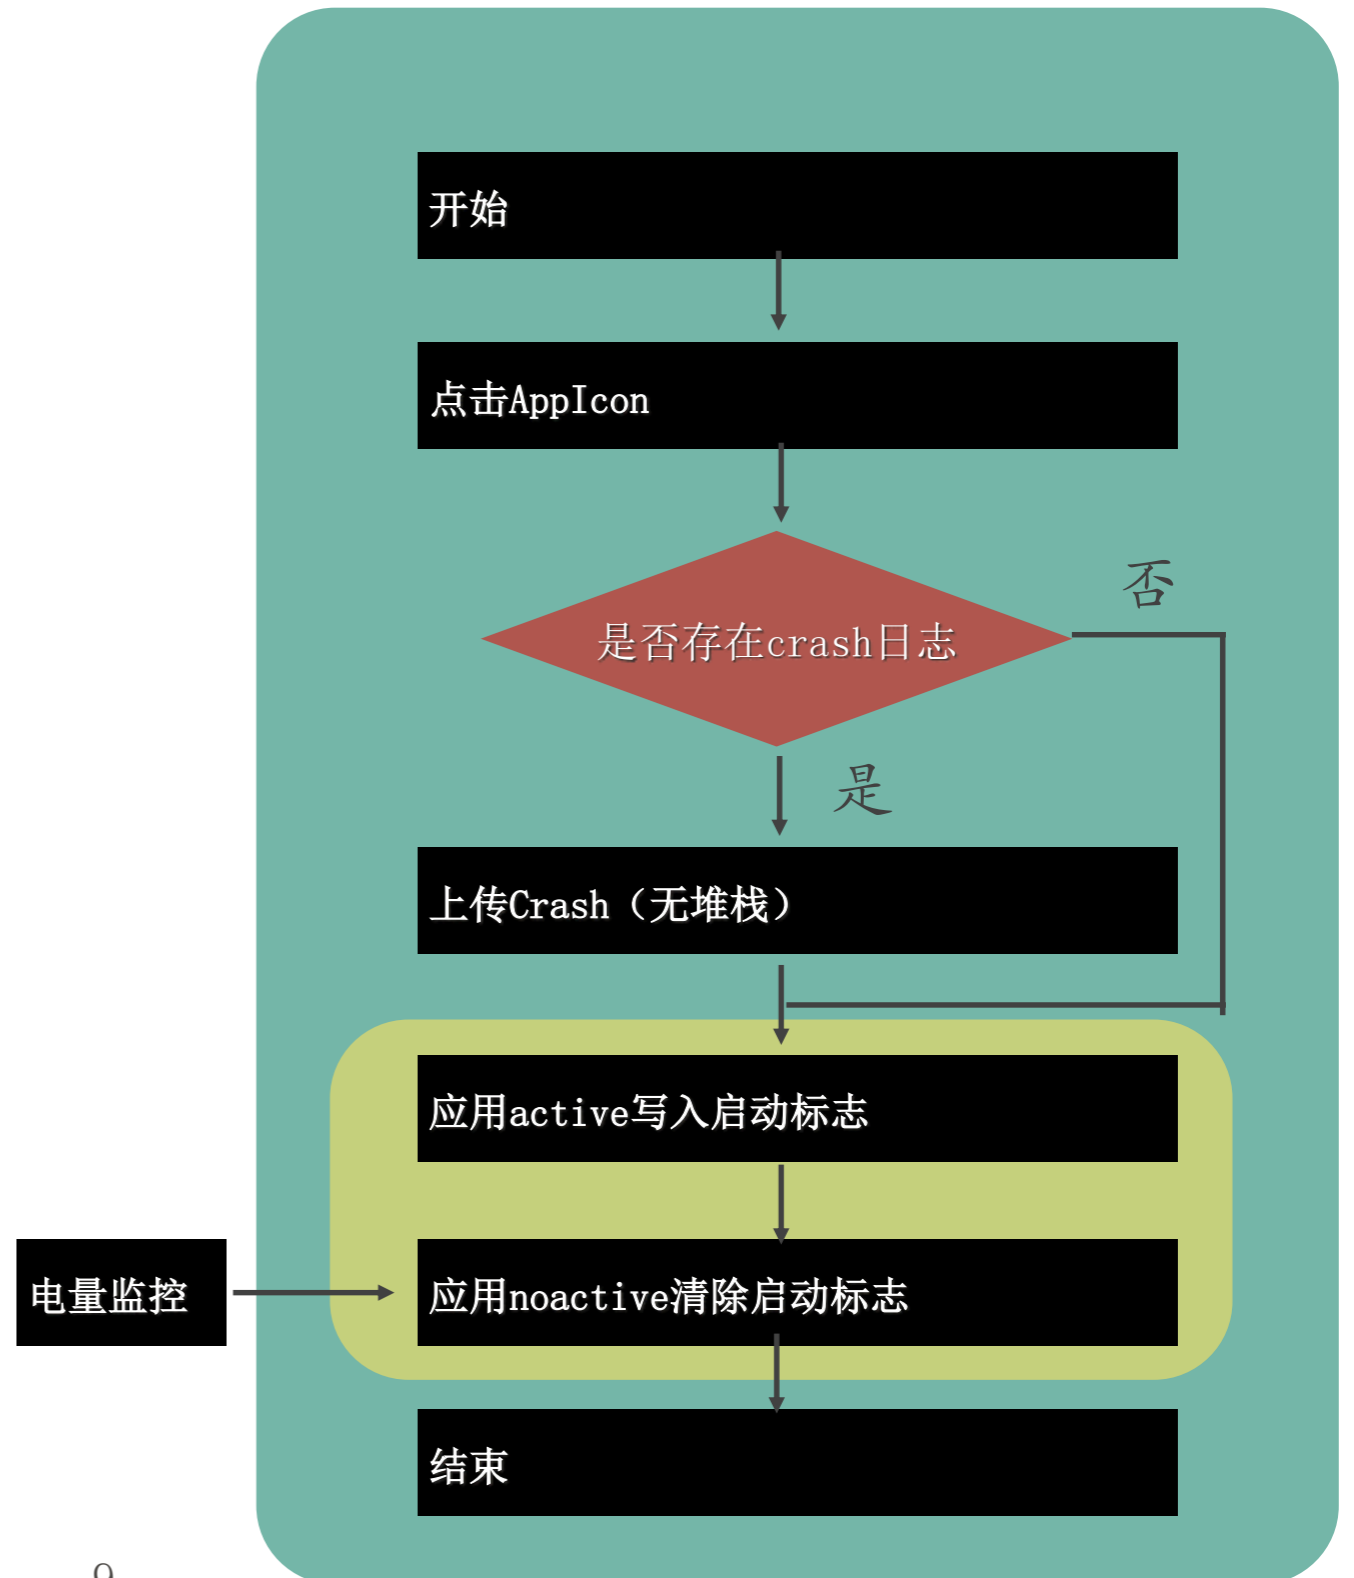 开始
点击AppIcon
否
是否存在crash日志
是
上传Crash（无堆栈）
应用active写入启动标志
电量监控
应用noactive清除启动标志
结束